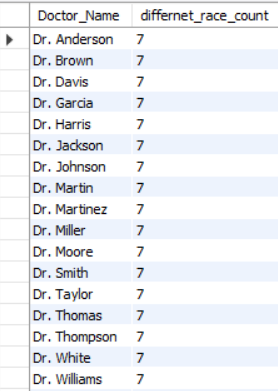 Doctor_Name differnet_race_count
Dr. Anderson 7
Dr. Brown 7
Dr. Davis 7
Dr. Garcia 7
Dr. Harris 7
Dr. Jackson 7
Dr. Johnson 7
Dr. Martin 7
Dr. Martinez 7
Dr. Miller 7
Dr. Moore 7
Dr. Smith 7
Dr. Taylor 7
Dr. Thomas 7
Dr. Thompson 7
Dr. White 7
Dr. Williams 7